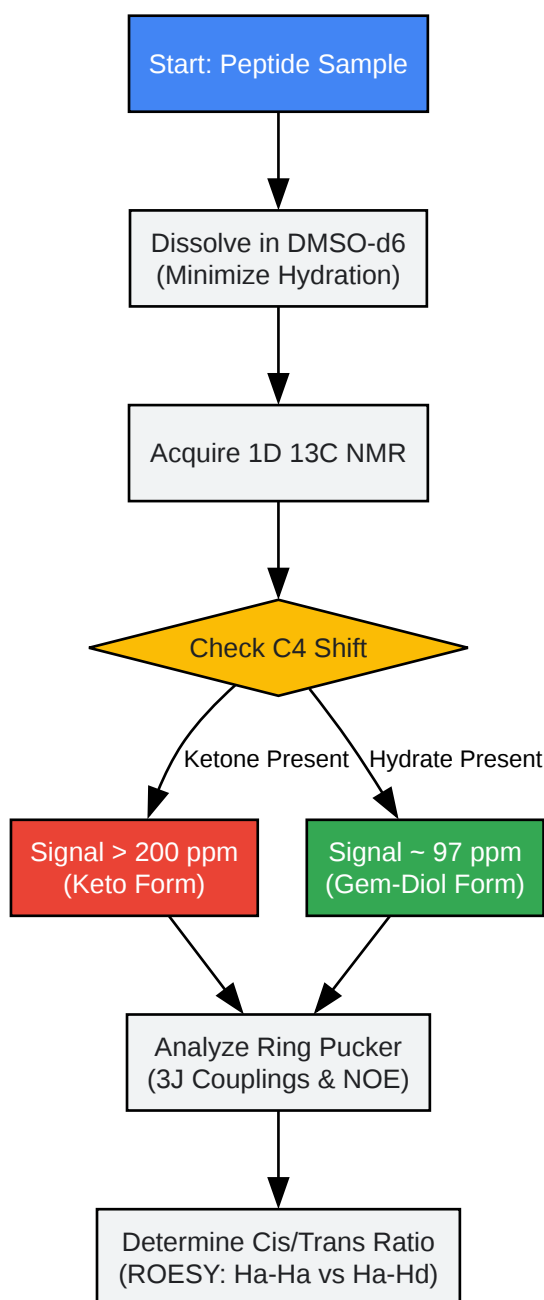 Start: Peptide Sample
Dissolve in DMSO-d6
(Minimize Hydration)
Acquire 1D 13C NMR
Check C4 Shift
Ketone Present
Hydrate Present
Signal > 200 ppm
(Keto Form)
Signal ~ 97 ppm
(Gem-Diol Form)
Analyze Ring Pucker
(3J Couplings & NOE)
Determine Cis/Trans Ratio
(ROESY: Ha-Ha vs Ha-Hd)